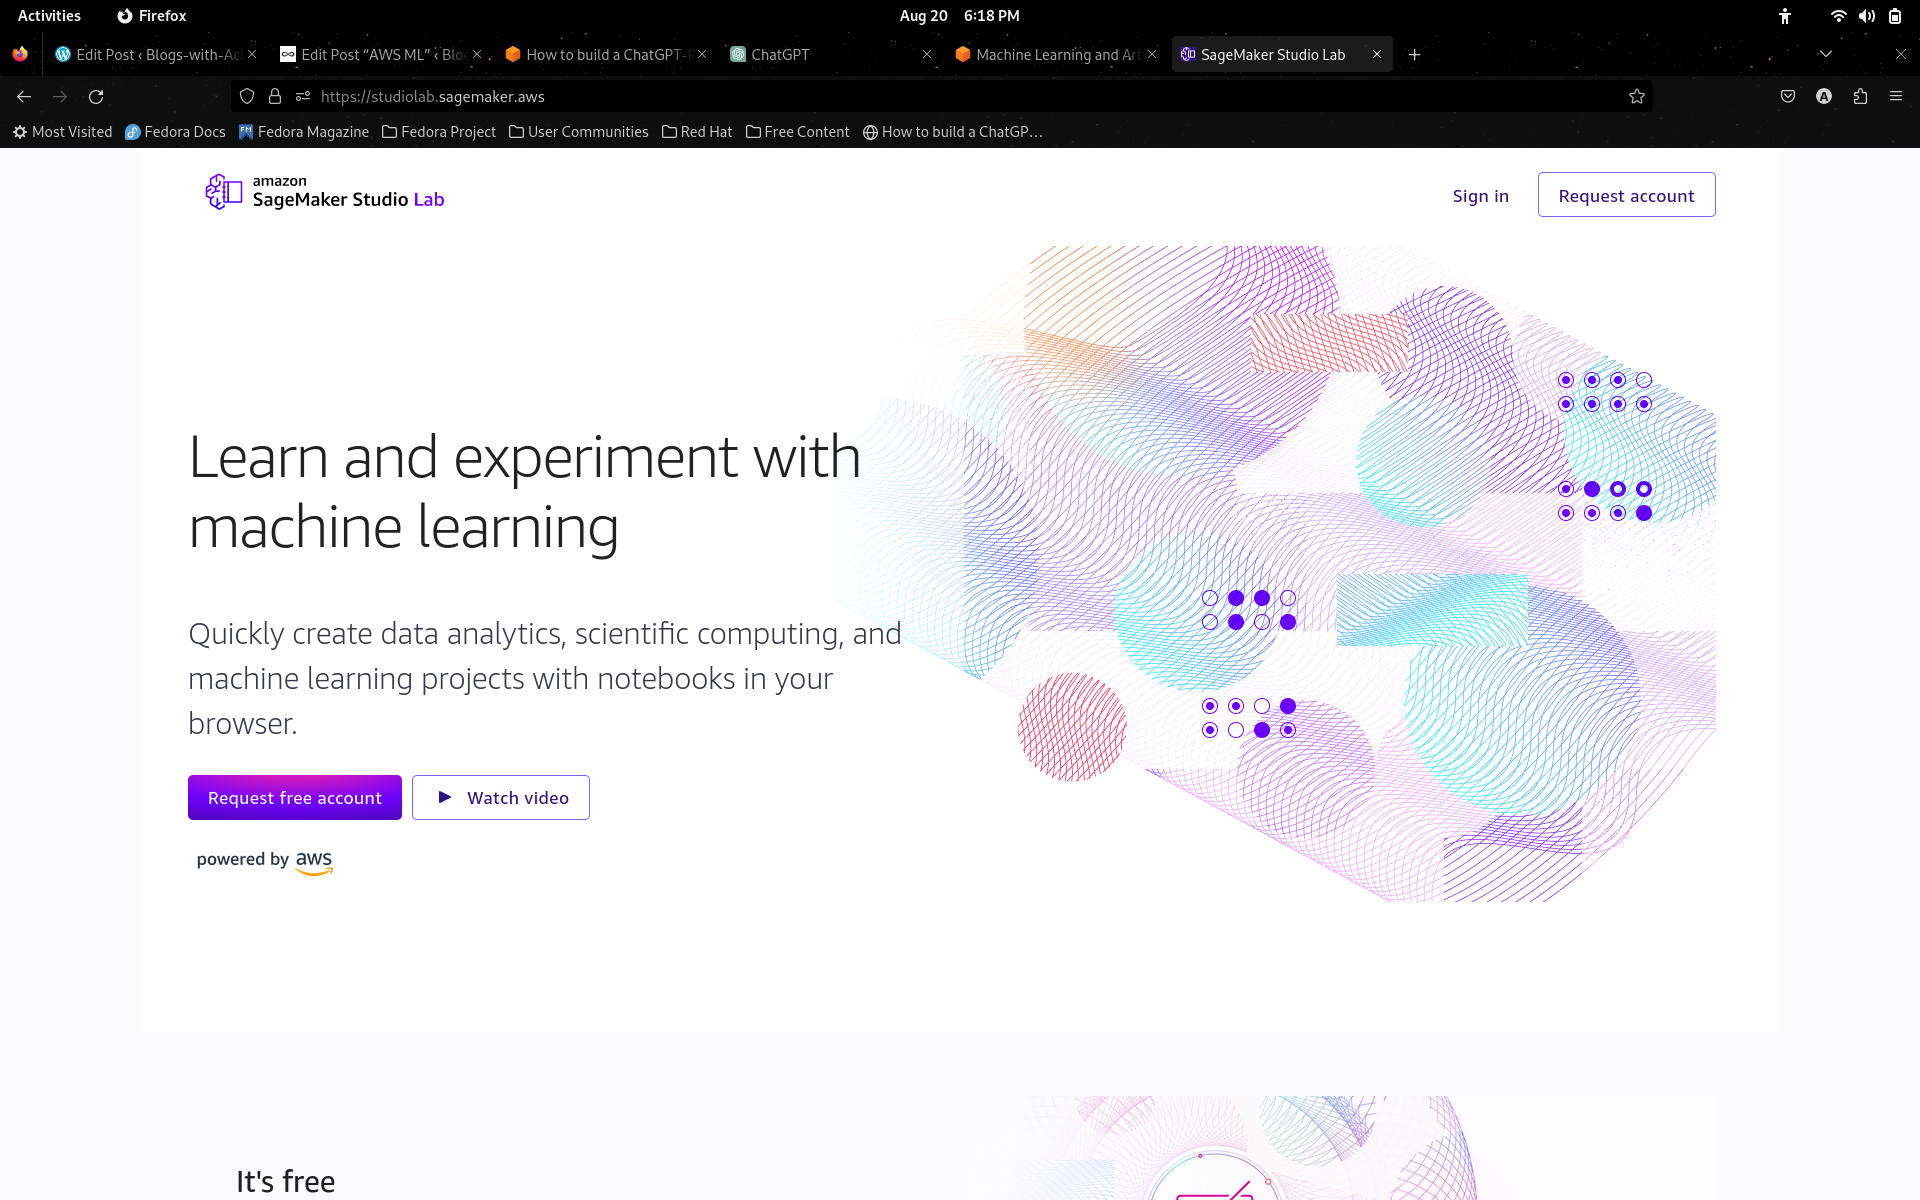 Activities Firefox Aug 20 6:18 PM
Edit Post ‹ Blogs-with-Ac Edit Post “AWS ML” ‹ Blo How to build a ChatGPT-P ChatGPT Machine Learning and Art SageMaker Studio Lab
https://studiolab.sagemaker.aws
Most Visited Fedora Docs Fedora Magazine Fedora Project User Communities Red Hat Free Content How to build a ChatGP…
amazon
SageMaker Studio Lab
Sign in Request account
Learn and experiment with
machine learning
Quickly create data analytics, scientific computing, and
machine learning projects with notebooks in your
browser.
Request free account Watch video
powered by aws
It's free